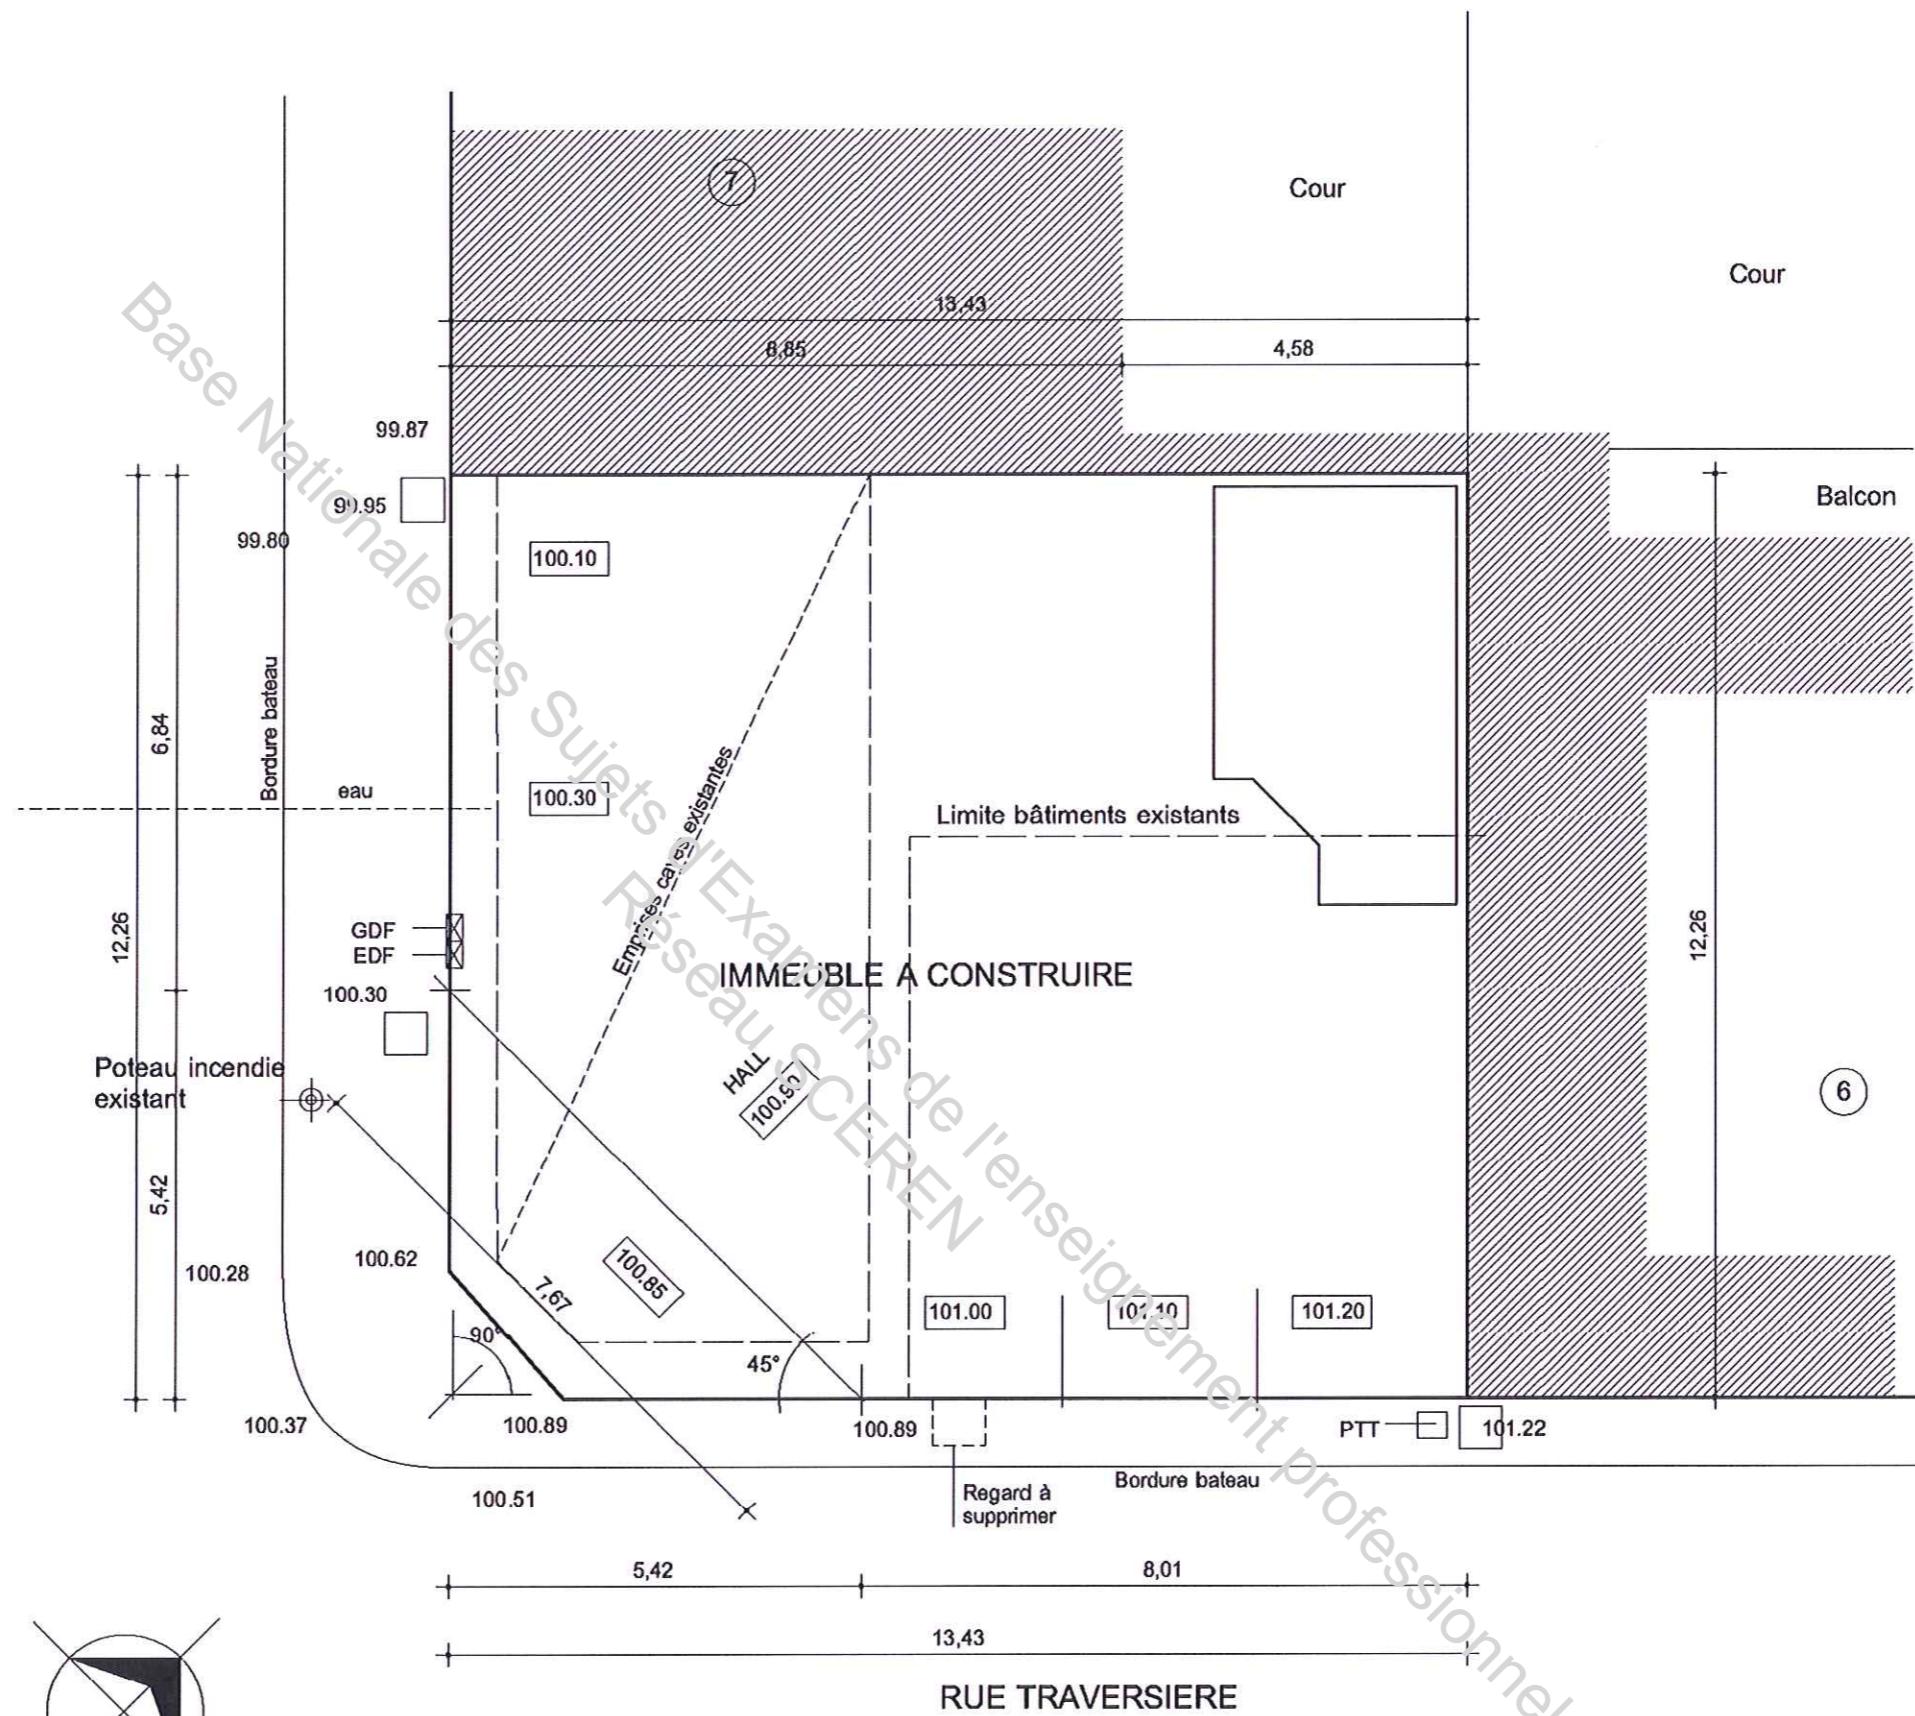 7
Cour
Cour
13,43
8,85
4,58
99.87
99.95
99.80
Balcon
100.10
Bordure bateau
6,84
eau
100.30
Emprises caves existantes
Limite bâtiments existants
12,26
12,26
GDF
EDF
IMMEUBLE A CONSTRUIRE
100.30
HALL
100.90
Poteau incendie
existant
6
5,42
100.62
100.28
100.85
7,67
90°
45°
101.00
101.10
101.20
100.37
100.89
100.89
PTT
101.22
100.51
Regard à
supprimer
Bordure bateau
5,42
8,01
13,43
RUE TRAVERSIERE
Base Nationale des Sujets d'Examens de l'enseignement professionnel
Réseau SCEREN